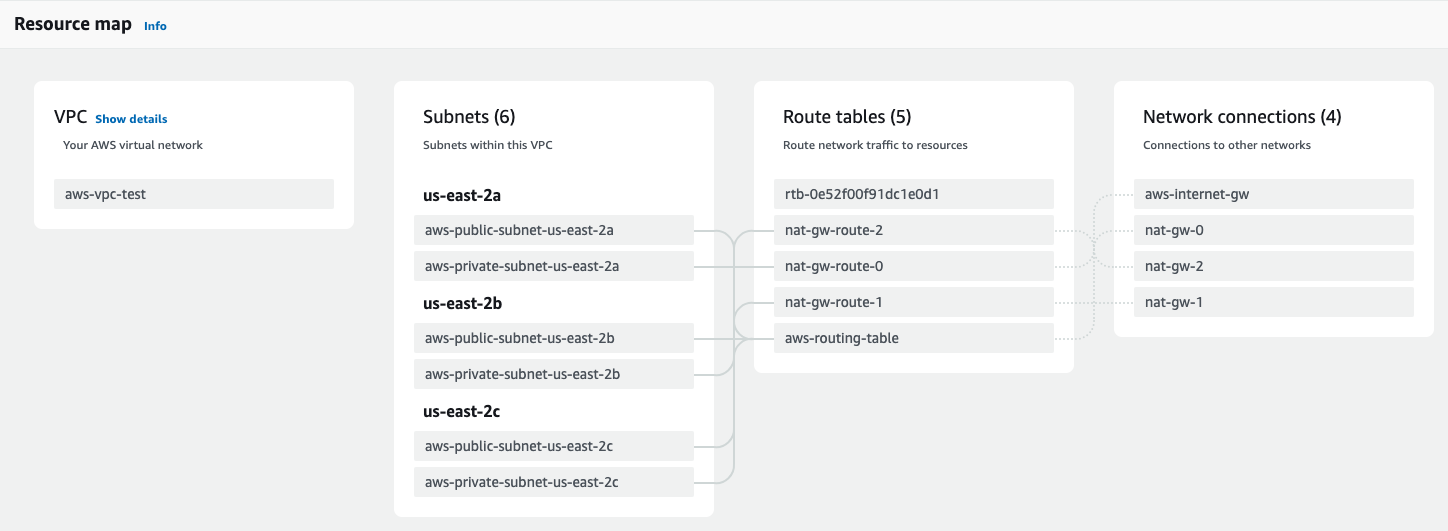 Resource map Info
VPC Show details
Your AWS virtual network
aws-vpc-test
Subnets (6)
Subnets within this VPC
us-east-2a
aws-public-subnet-us-east-2a
aws-private-subnet-us-east-2a
us-east-2b
aws-public-subnet-us-east-2b
aws-private-subnet-us-east-2b
us-east-2c
aws-public-subnet-us-east-2c
aws-private-subnet-us-east-2c
Route tables (5)
Route network traffic to resources
rtb-0e52f00f91dc1e0d1
nat-gw-route-2
nat-gw-route-0
nat-gw-route-1
aws-routing-table
Network connections (4)
Connections to other networks
aws-internet-gw
nat-gw-0
nat-gw-2
nat-gw-1